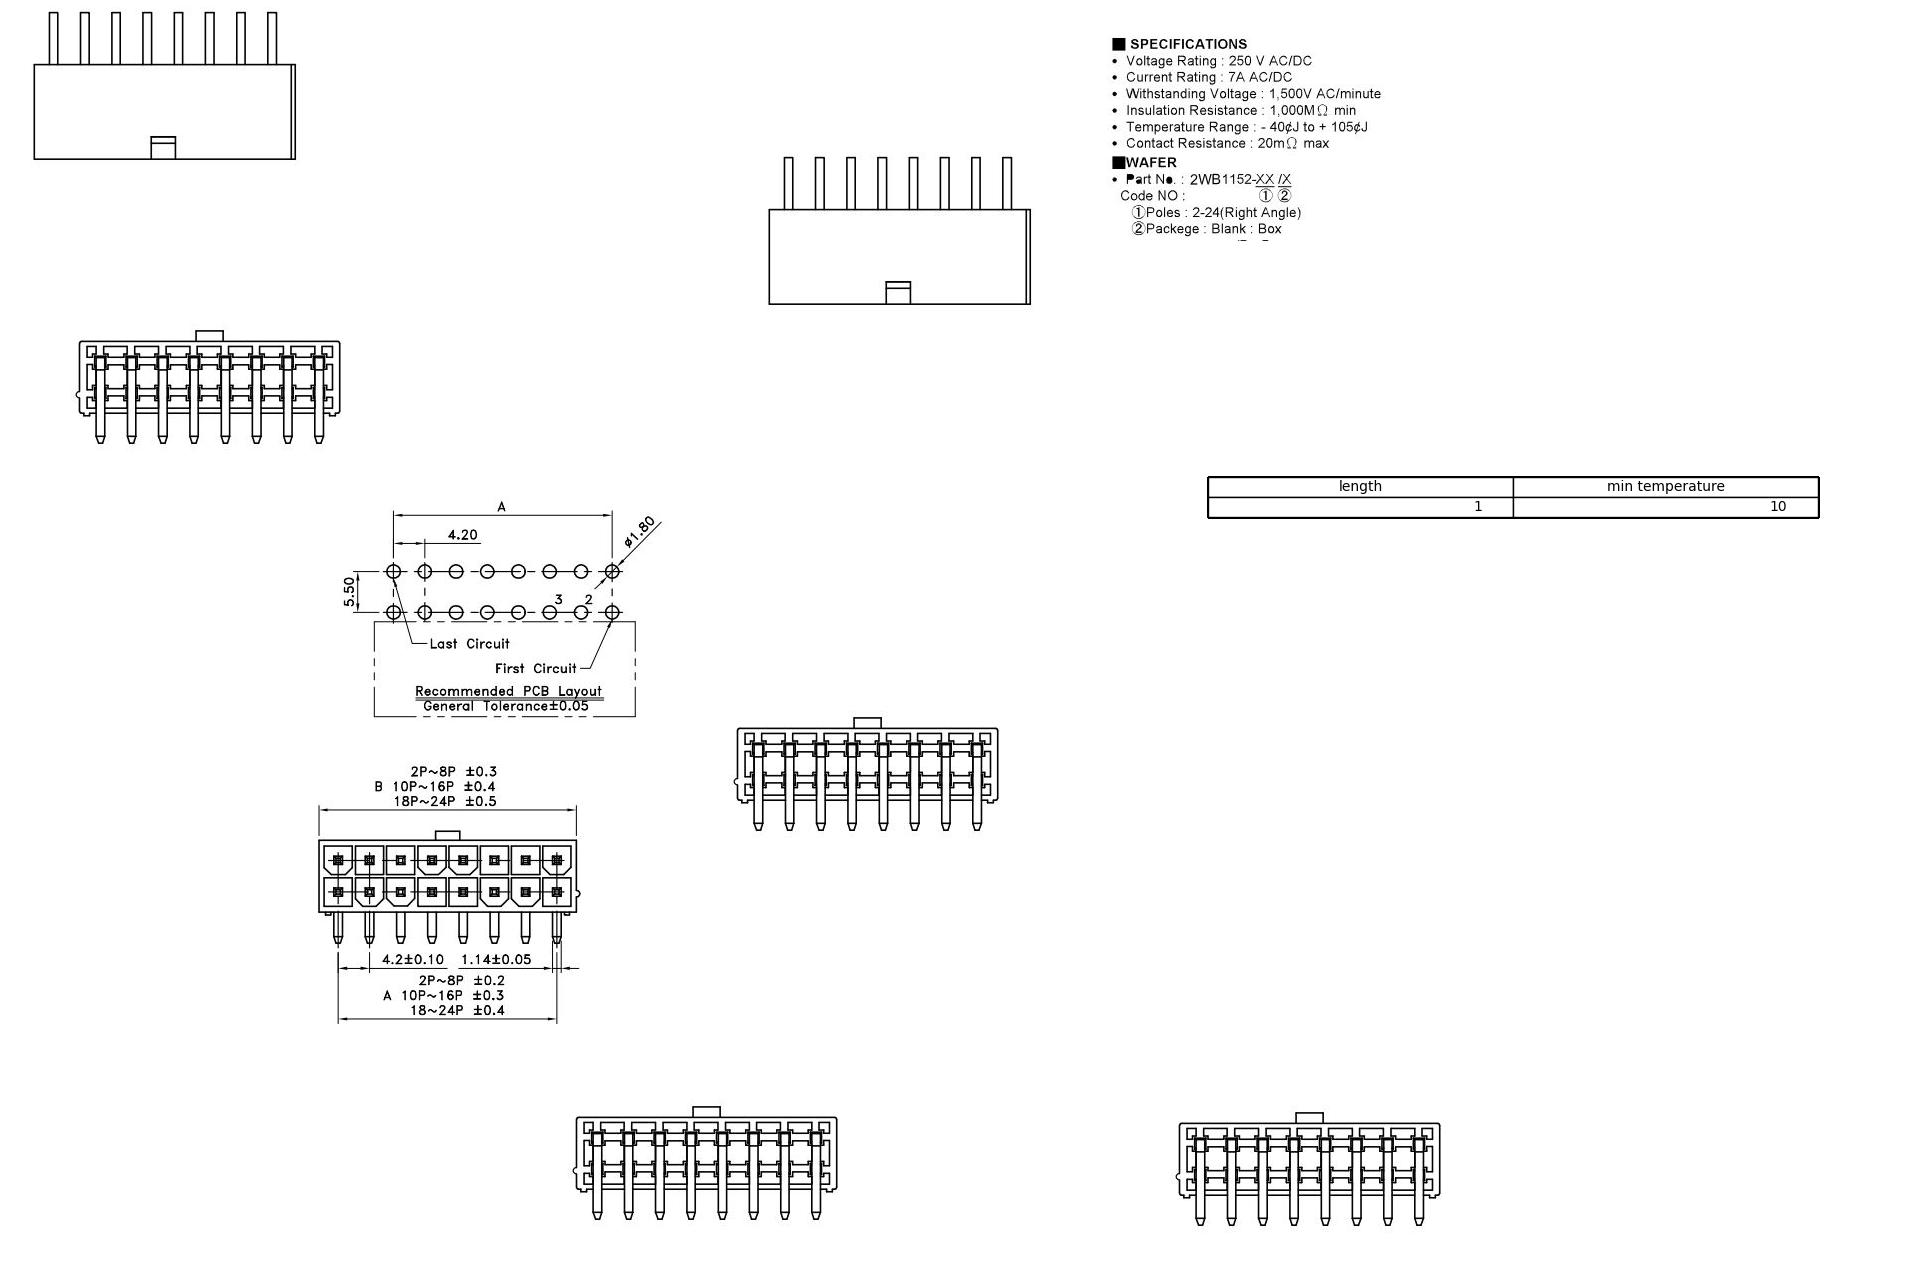 ■ SPECIFICATIONS
• Voltage Rating : 250 V AC/DC
• Current Rating : 7A AC/DC
• Withstanding Voltage : 1,500V AC/minute
• Insulation Resistance : 1,000MΩ min
• Temperature Range : - 40¢J to + 105¢J
• Contact Resistance : 20mΩ max
■WAFER
• Part No. : 2WB1152-XX /X
Code NO : ① ②
①Poles : 2-24(Right Angle)
②Packege : Blank : Box
length min temperature
1 10
A
4.20
ø1.80
5.50
3 2
Last Circuit
First Circuit
Recommended PCB Layout
General Tolerance±0.05
2P~8P ±0.3
B 10P~16P ±0.4
18P~24P ±0.5
4.2±0.10 1.14±0.05
2P~8P ±0.2
A 10P~16P ±0.3
18~24P ±0.4